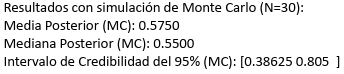 Resultados con simulación de Monte Carlo (N=30):
Media Posterior (MC): 0.5750
Mediana Posterior (MC): 0.5500
Intervalo de Credibilidad del 95% (MC): [0.38625 0.805  ]